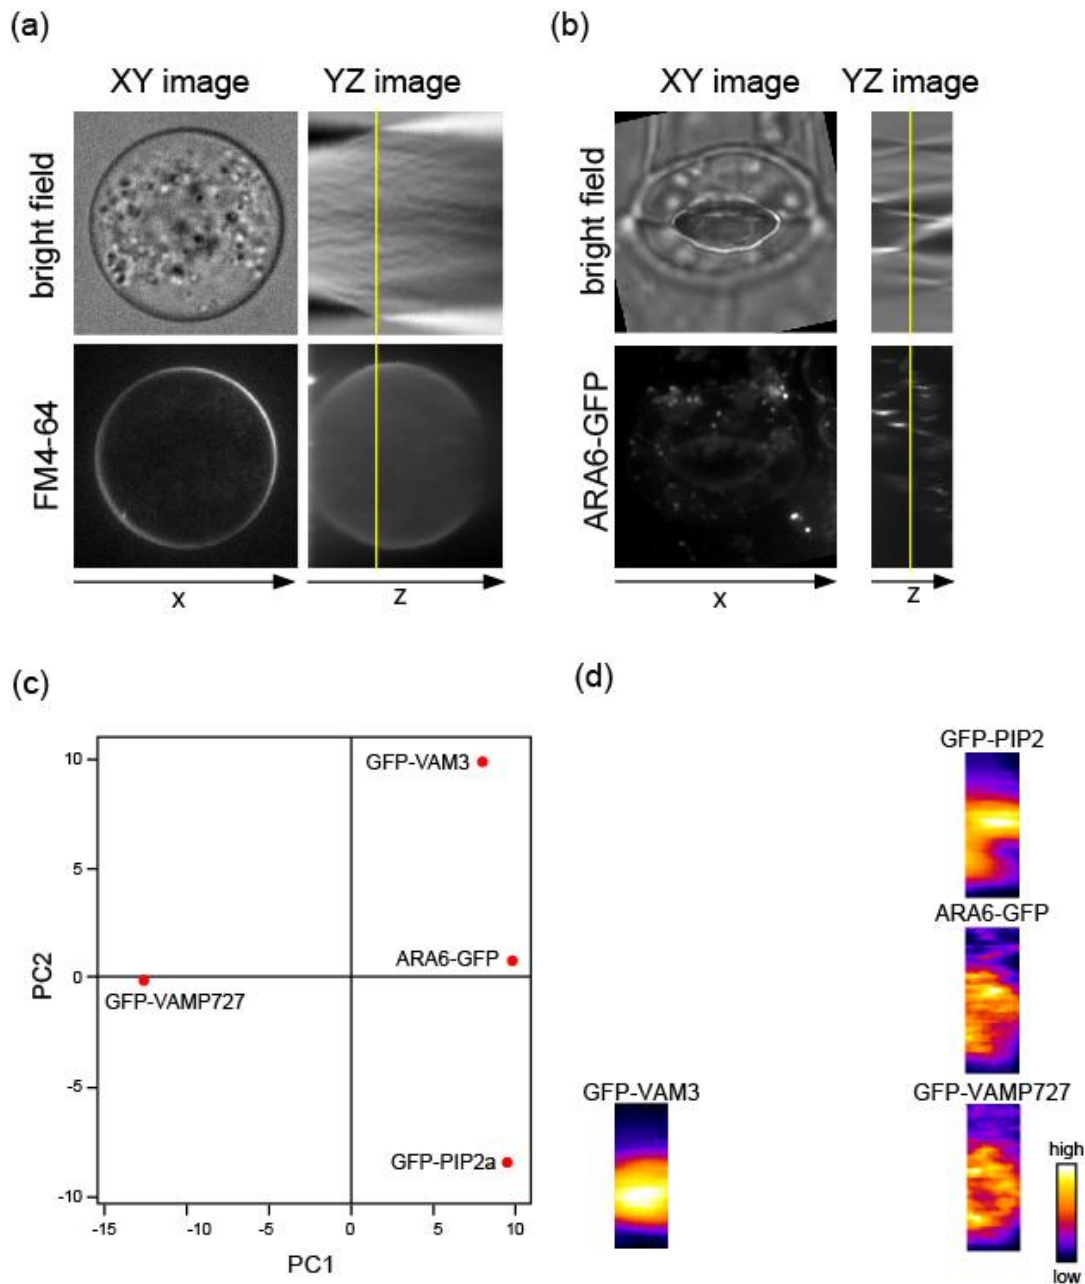 (a)
XY image
YZ image
bright field
FM4-64
x
z
(b)
XY image
YZ image
bright field
ARA6-GFP
x
z
(c)
10
5
0
-5
-10
PC2
-15
-10
-5
0
5
10
PC1
GFP-VAM3
ARA6-GFP
GFP-VAMP727
GFP-PIP2a
(d)
GFP-PIP2
ARA6-GFP
GFP-VAM3
GFP-VAMP727
high
low